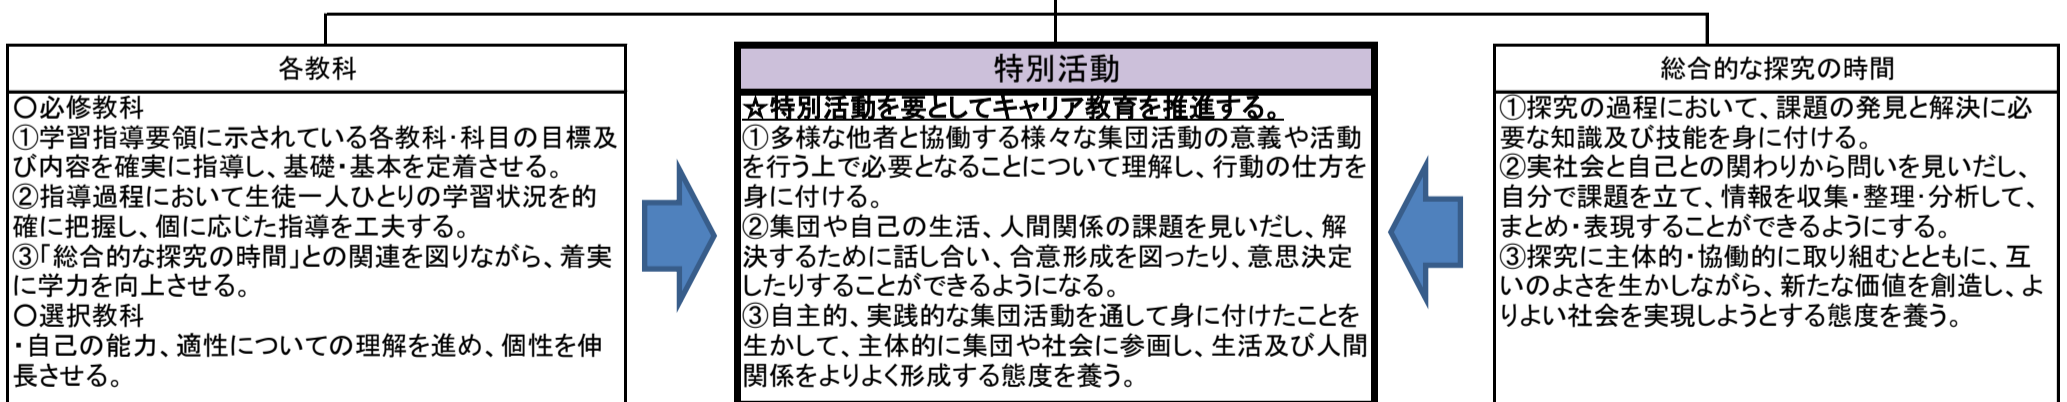 各教科
〇必修教科
①学習指導要領に示されている各教科・科目の目標及
び内容を確実に指導し、基礎・基本を定着させる。
②指導過程において生徒一人ひとりの学習状況を的
確に把握し、個に応じた指導を工夫する。
③「総合的な探究の時間」との関連を図りながら、着実
に学力を向上させる。
〇選択教科
・自己の能力、適性についての理解を進め、個性を伸
長させる。
特別活動
☆特別活動を要としてキャリア教育を推進する。
①多様な他者と協働する様々な集団活動の意義や活動
を行う上で必要となることについて理解し、行動の仕方を
身に付ける。
②集団や自己の生活、人間関係の課題を見いだし、解
決するために話し合い、合意形成を図ったり、意思決定
したりすることができるようになる。
③自主的、実践的な集団活動を通して身に付けたことを
生かして、主体的に集団や社会に参画し、生活及び人間
関係をよりよく形成する態度を養う。
総合的な探究の時間
①探究の過程において、課題の発見と解決に必
要な知識及び技能を身に付ける。
②実社会と自己との関わりから問いを見いだし、
自分で課題を立て、情報を収集・整理・分析して、
まとめ・表現することができるようにする。
③探究に主体的・協働的に取り組むとともに、互
いのよさを生かしながら、新たな価値を創造し、よ
りよい社会を実現しようとする態度を養う。